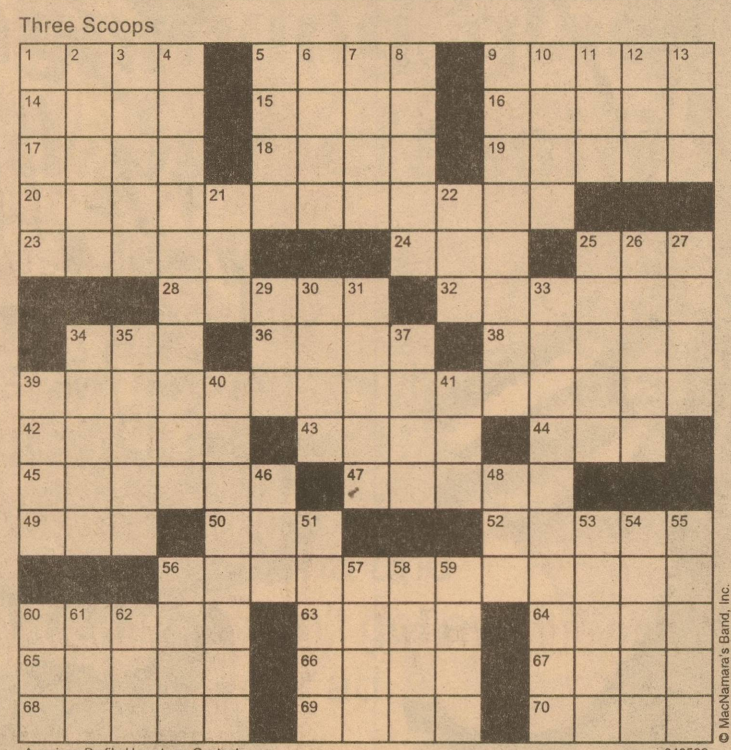 Three Scoops
1 2 3 4 5 6 7 8 9 10 11 12 13
14 15 16
17 18 19
20 21 22
23 24 25 26 27
28 29 30 31 32 33
34 35 36 37 38
39 40 41
42 43 44
45 46 47 48
49 50 51 52 53 54 55
56 57 58 59
60 61 62 63 64
65 66 67
68 69 70
© MacNamara's Band, Inc.